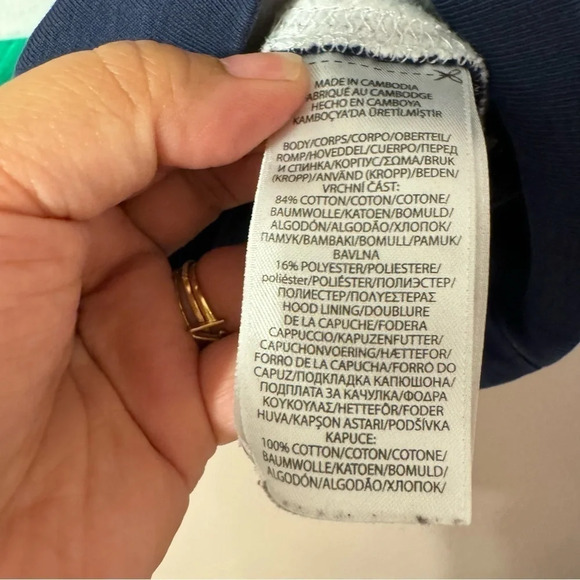 MADE IN CAMBODIA
FABRIQUÉ AU CAMBODGE
HECHO EN CAMBOYA
KAMBOÇYA'DA ÜRETİLMİŞTİR
BODY/CORPS/CORPO/OBERTEIL/
ROMP/HOVEDDEL/CUERPO/ПЕРЕД
И СПИНКА/КОРПУС/ΣΩΜΑ/BRUK
(KROPP)/ANVÄND (KROPP)/BEDEN/
VRCHNÍ ČÁST:
84% COTTON/COTON/COTONE/
BAUMWOLLE/KATOEN/BOMULD/
ALGODÓN/ALGODÃO/ХЛОПОК/
ПАМУК/ΒΑΜΒΑΚΙ/BOMULL/PAMUK/
BAVLNA
16% POLYESTER/POLIESTERE/
poliéster/POLIÉSTER/ПОЛИЭСТЕР/
ПОЛИЕСТЕР/ΠΟΛΥΕΣΤΕΡΑΣ
HOOD LINING/DOUBLURE
DE LA CAPUCHE/FODERA
CAPPUCCIO/KAPUZENFUTTER/
CAPUCHONVOERING/HÆTTEFOR/
FORRO DE LA CAPUCHA/FORRO DO
CAPUZ/ПОДКЛАДКА КАПЮШОНА/
ПОДПЛАТА ЗА КАЧУЛКА/ΦΟΔΡΑ
ΚΟΥΚΟΥΛΑΣ/HETTEFÔR/FODER
HUVA/KAPŞON ASTARI/PODŠÍVKA
KAPUCE:
100% COTTON/COTON/COTONE/
BAUMWOLLE/KATOEN/BOMULD/
ALGODÓN/ALGODÃO/ХЛОПОК/